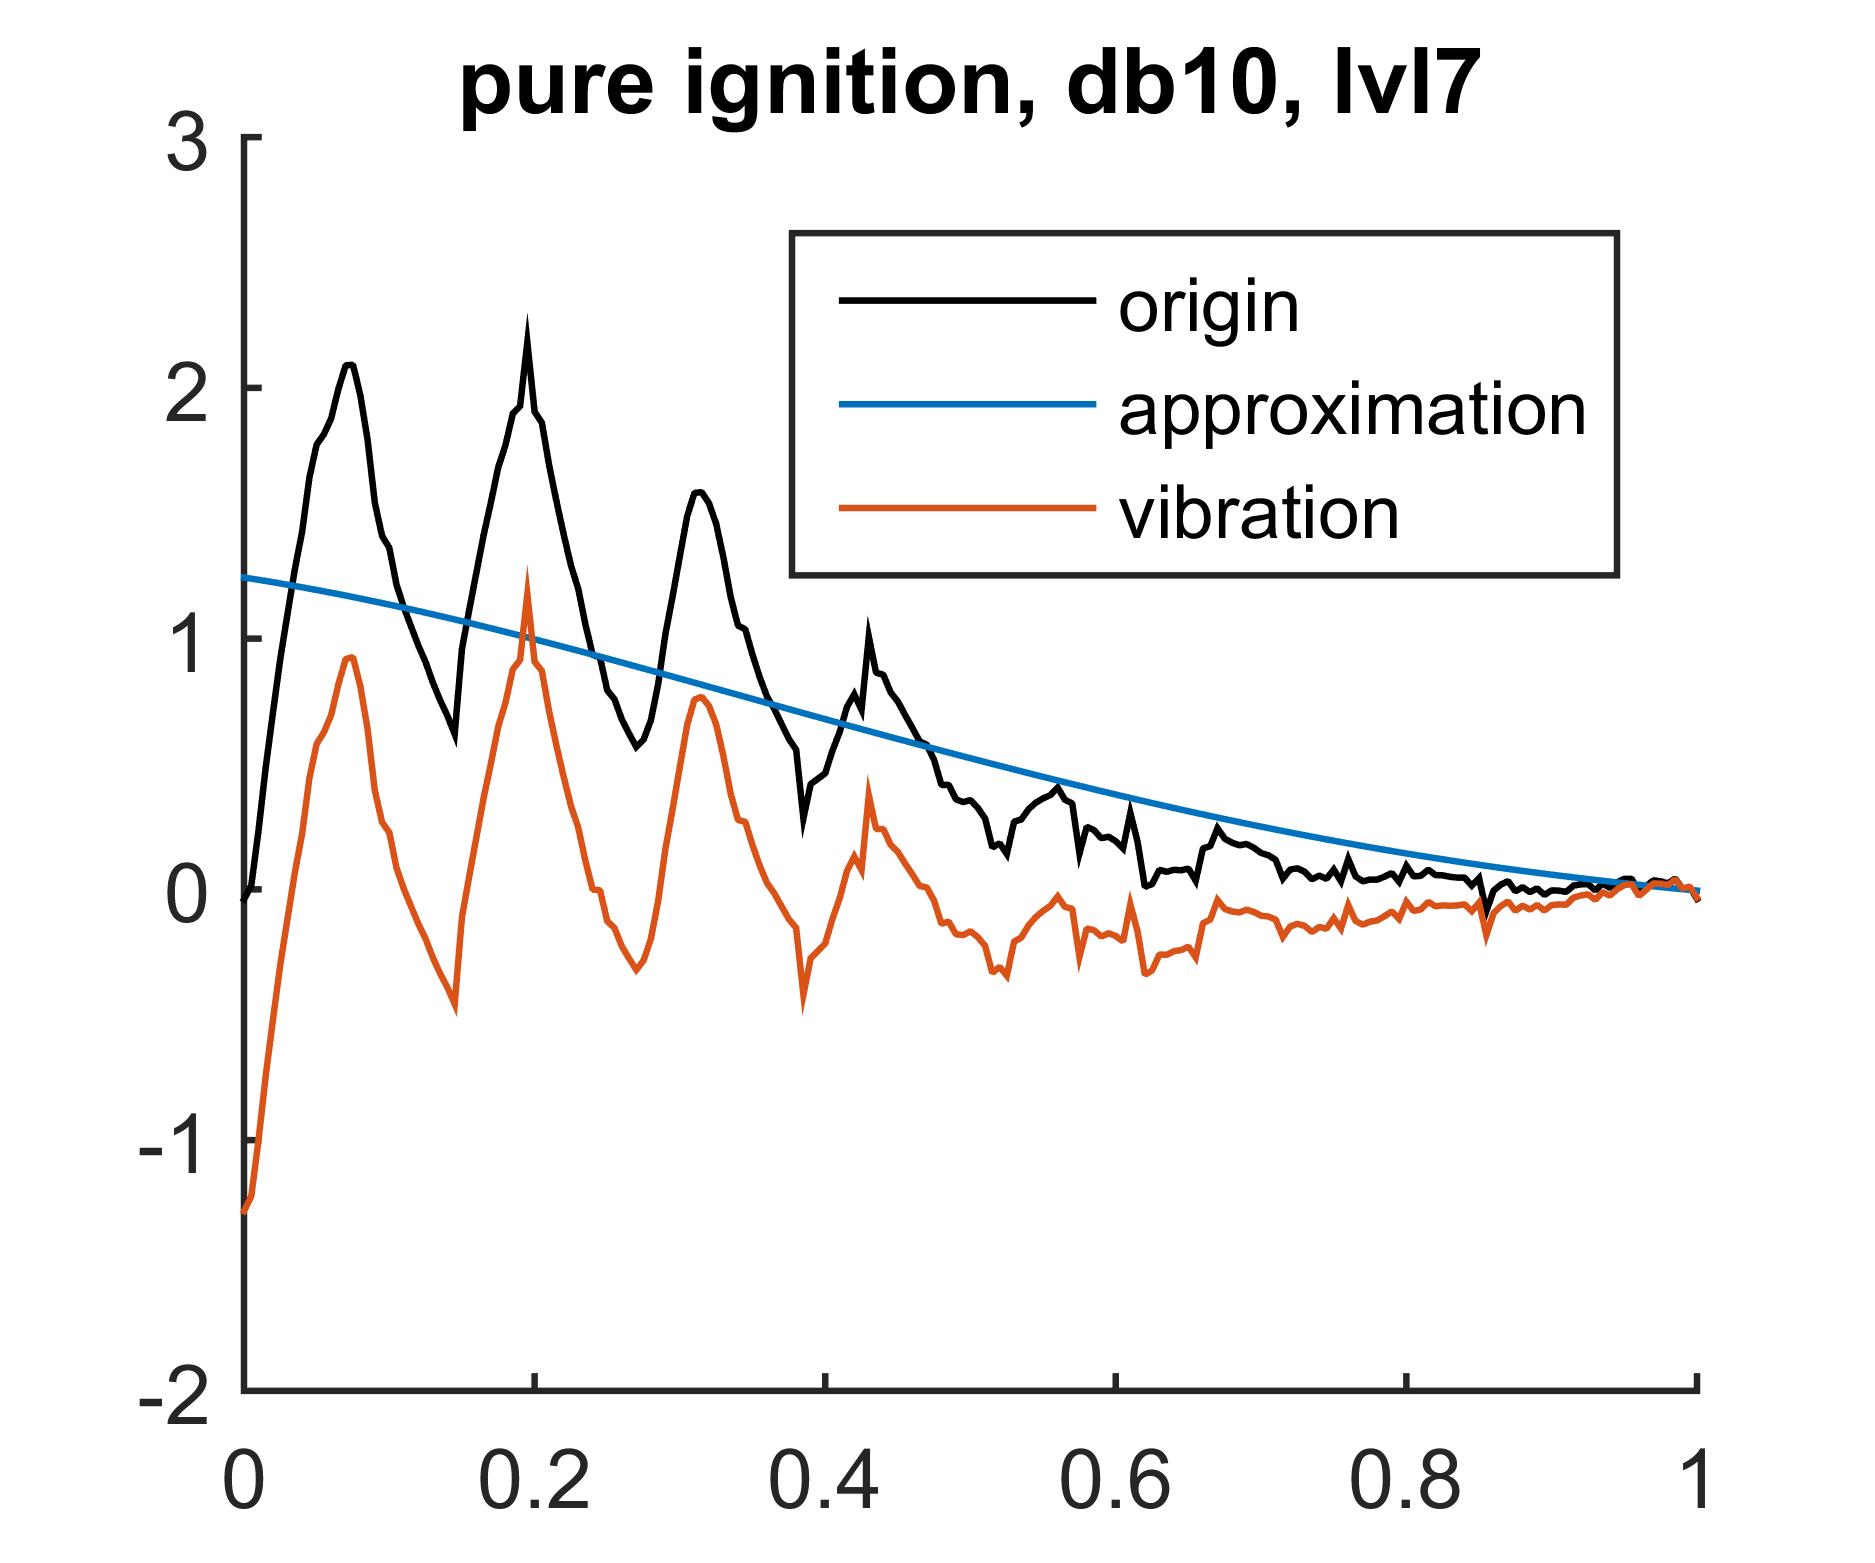 pure ignition, db10, lvl7
3
origin
2
approximation
vibration
1
0
-1
-2
0 0.2 0.4 0.6 0.8 1